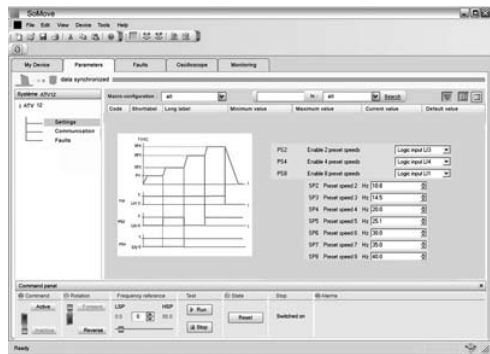 SoMove
File Edit View Device Tools Help
My Device Parameters Faults Oscilloscope Monitoring
data synchronized
Système ATV12
ATV 12
Settings
Communication
Faults
Macro-configuration : all In : all Search
Code Shortlabel Long label Minimum value Maximum value Current value Default value
PS2 Enable 2 preset speeds Logic input LI3
PS4 Enable 4 preset speeds Logic input LI4
PS8 Enable 8 preset speeds Logic input LI1
SP2 Preset speed 2 Hz 10.0
SP3 Preset speed 3 Hz 14.5
SP4 Preset speed 4 Hz 20.0
SP5 Preset speed 5 Hz 25.1
SP6 Preset speed 6 Hz 30.0
SP7 Preset speed 7 Hz 35.0
SP8 Preset speed 8 Hz 40.0
Command panel
Command Rotation Frequency reference Test State Stop Alarms
Active Forward LSP HSP Run
0.0 0 Reset Switched on
Inactive Reverse Stop
Ready